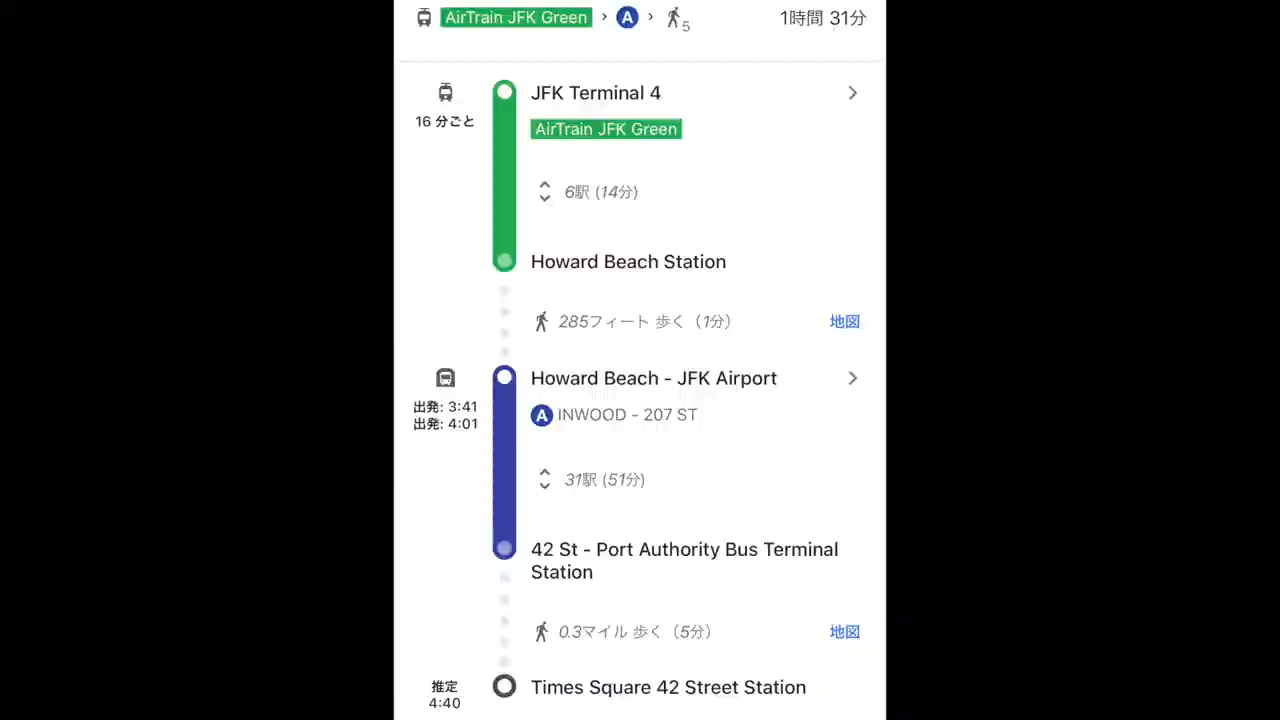 AirTrain JFK Green › A › 5 1時間 31分
JFK Terminal 4
16 分ごと
AirTrain JFK Green
6駅 (14分)
Howard Beach Station
285フィート 歩く（1分） 地図
Howard Beach - JFK Airport
出発: 3:41
出発: 4:01
A INWOOD - 207 ST
31駅 (51分)
42 St - Port Authority Bus Terminal
Station
0.3マイル 歩く（5分） 地図
推定
4:40
Times Square 42 Street Station